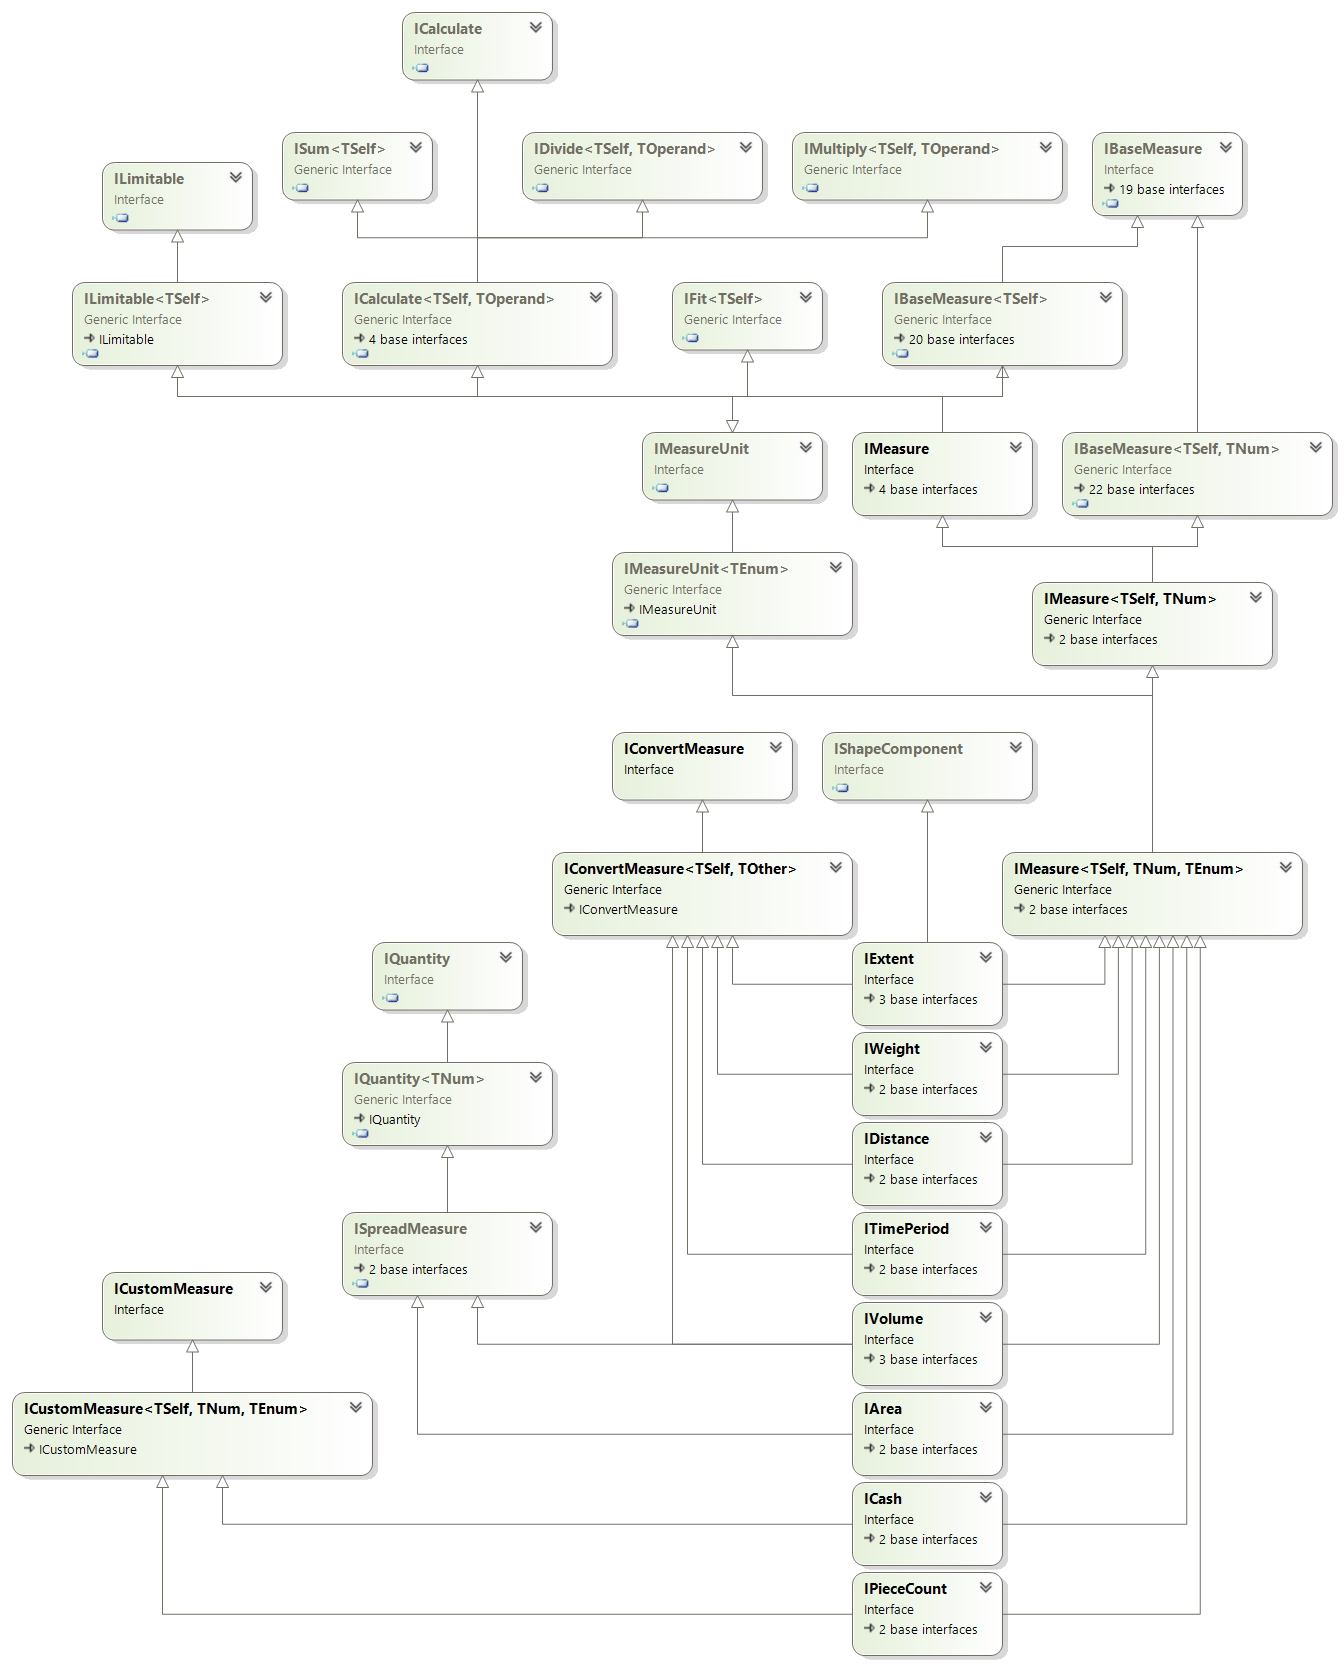 ICalculate
Interface
ISum<TSelf>
Generic Interface
IDivide<TSelf, TOperand>
Generic Interface
IMultiply<TSelf, TOperand>
Generic Interface
IBaseMeasure
Interface
19 base interfaces
ILimitable
Interface
ILimitable<TSelf>
Generic Interface
ILimitable
ICalculate<TSelf, TOperand>
Generic Interface
4 base interfaces
IFit<TSelf>
Generic Interface
IBaseMeasure<TSelf>
Generic Interface
20 base interfaces
IMeasureUnit
Interface
IMeasure
Interface
4 base interfaces
IBaseMeasure<TSelf, TNum>
Generic Interface
22 base interfaces
IMeasureUnit<TEnum>
Generic Interface
IMeasureUnit
IMeasure<TSelf, TNum>
Generic Interface
2 base interfaces
IConvertMeasure
Interface
IShapeComponent
Interface
IConvertMeasure<TSelf, TOther>
Generic Interface
IConvertMeasure
IMeasure<TSelf, TNum, TEnum>
Generic Interface
2 base interfaces
IQuantity
Interface
IExtent
Interface
3 base interfaces
IWeight
Interface
2 base interfaces
IQuantity<TNum>
Generic Interface
IQuantity
IDistance
Interface
2 base interfaces
ISpreadMeasure
Interface
2 base interfaces
ITimePeriod
Interface
2 base interfaces
ICustomMeasure
Interface
IVolume
Interface
3 base interfaces
ICustomMeasure<TSelf, TNum, TEnum>
Generic Interface
ICustomMeasure
IArea
Interface
2 base interfaces
ICash
Interface
2 base interfaces
IPieceCount
Interface
2 base interfaces